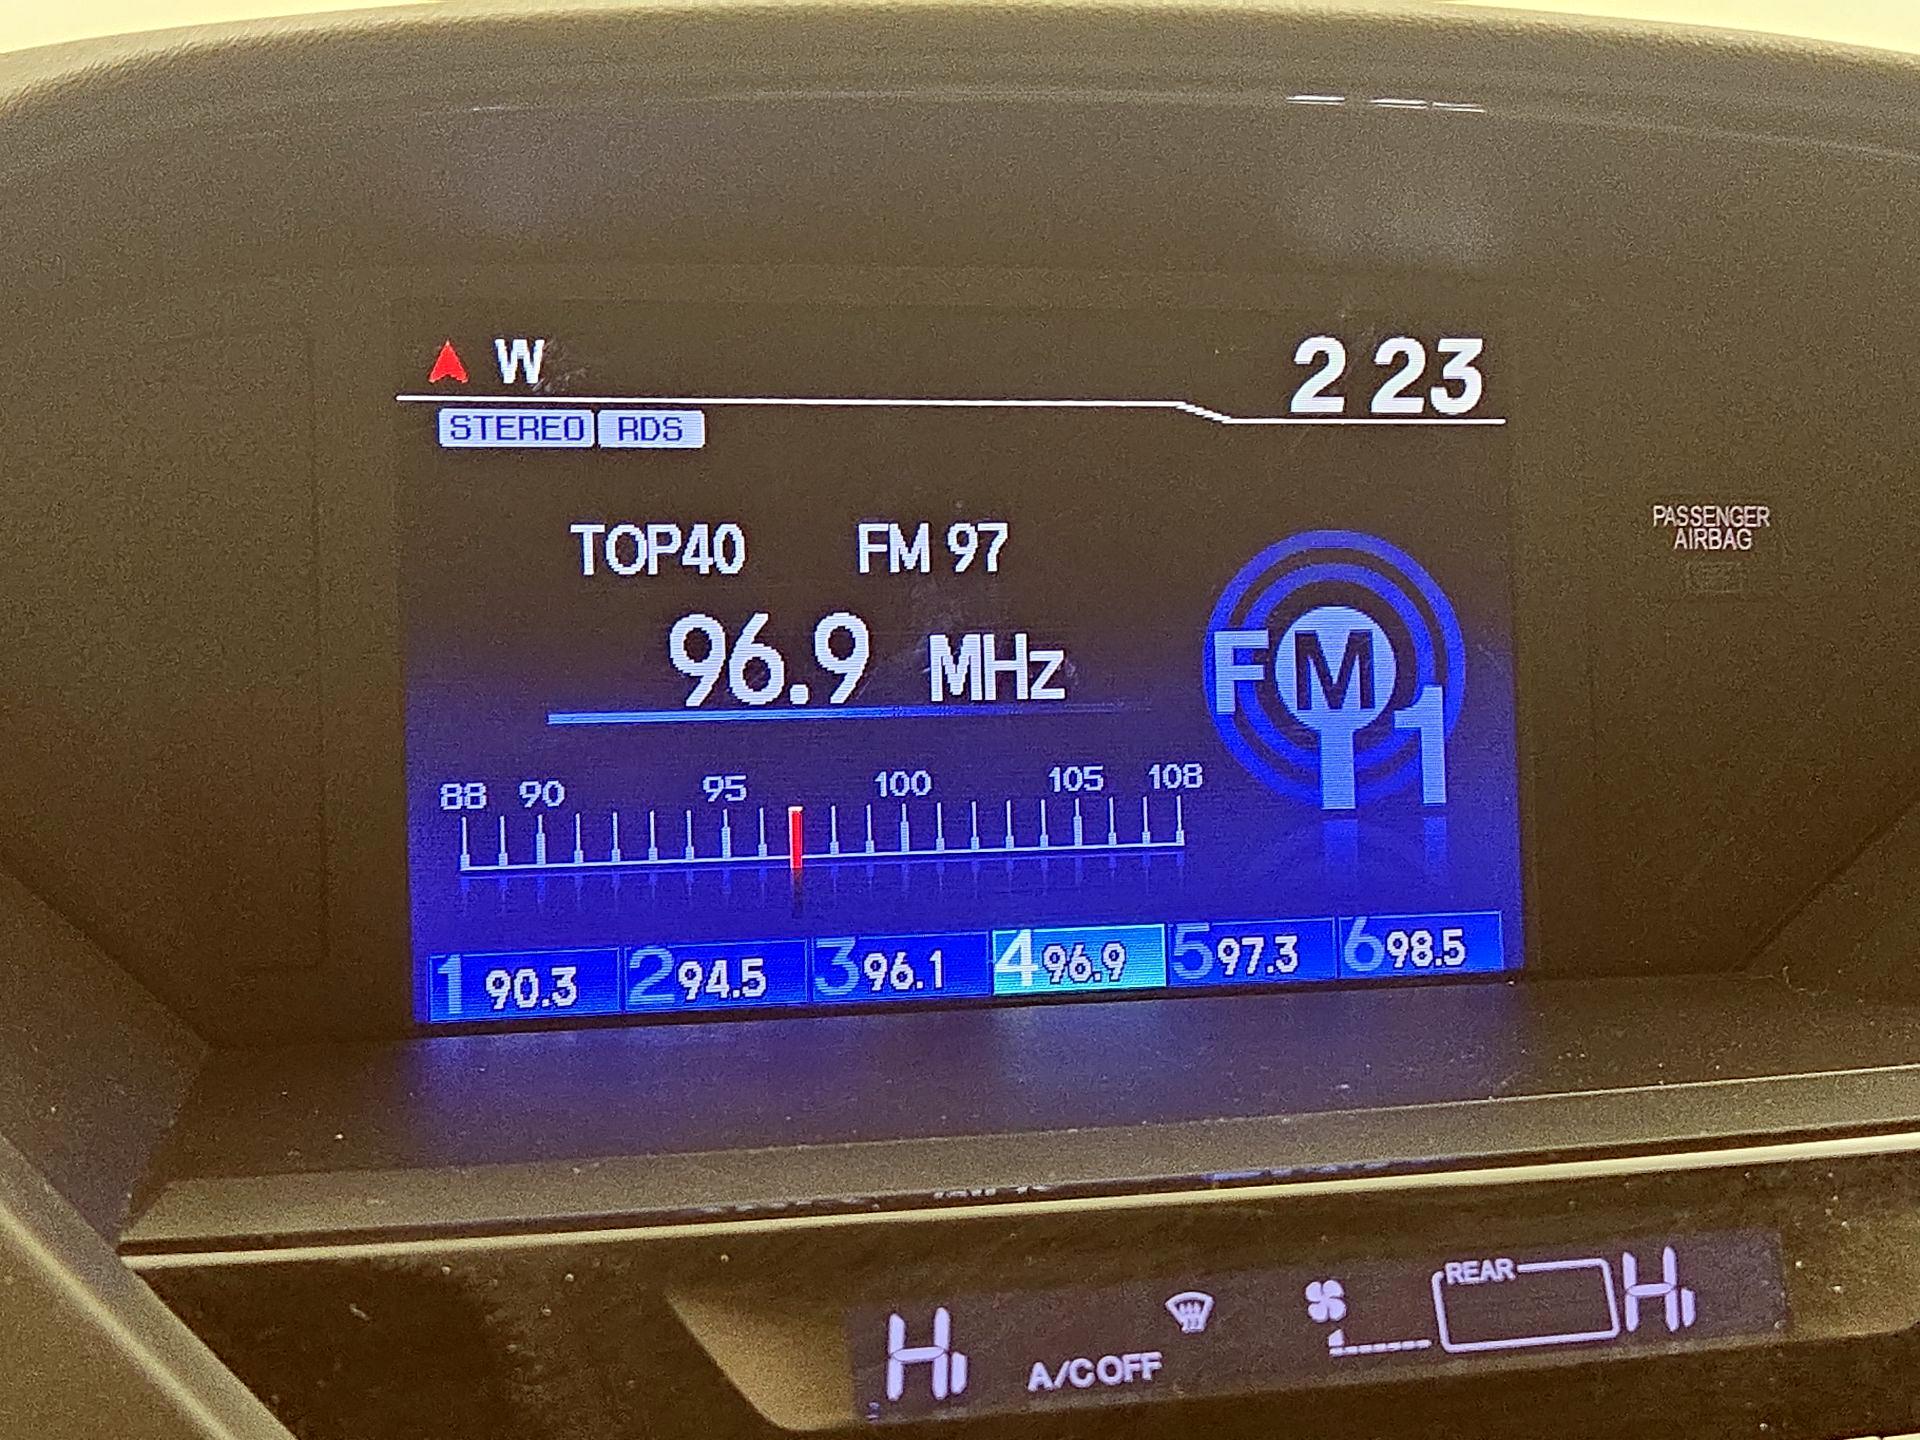 W 2 23
STEREO RDS
TOP40 FM 97
96.9 MHz
FM1
88 90 95 100 105 108
1 90.3 2 94.5 3 96.1 4 96.9 5 97.3 6 98.5
PASSENGER
AIRBAG
Hi A/C OFF REAR Hi